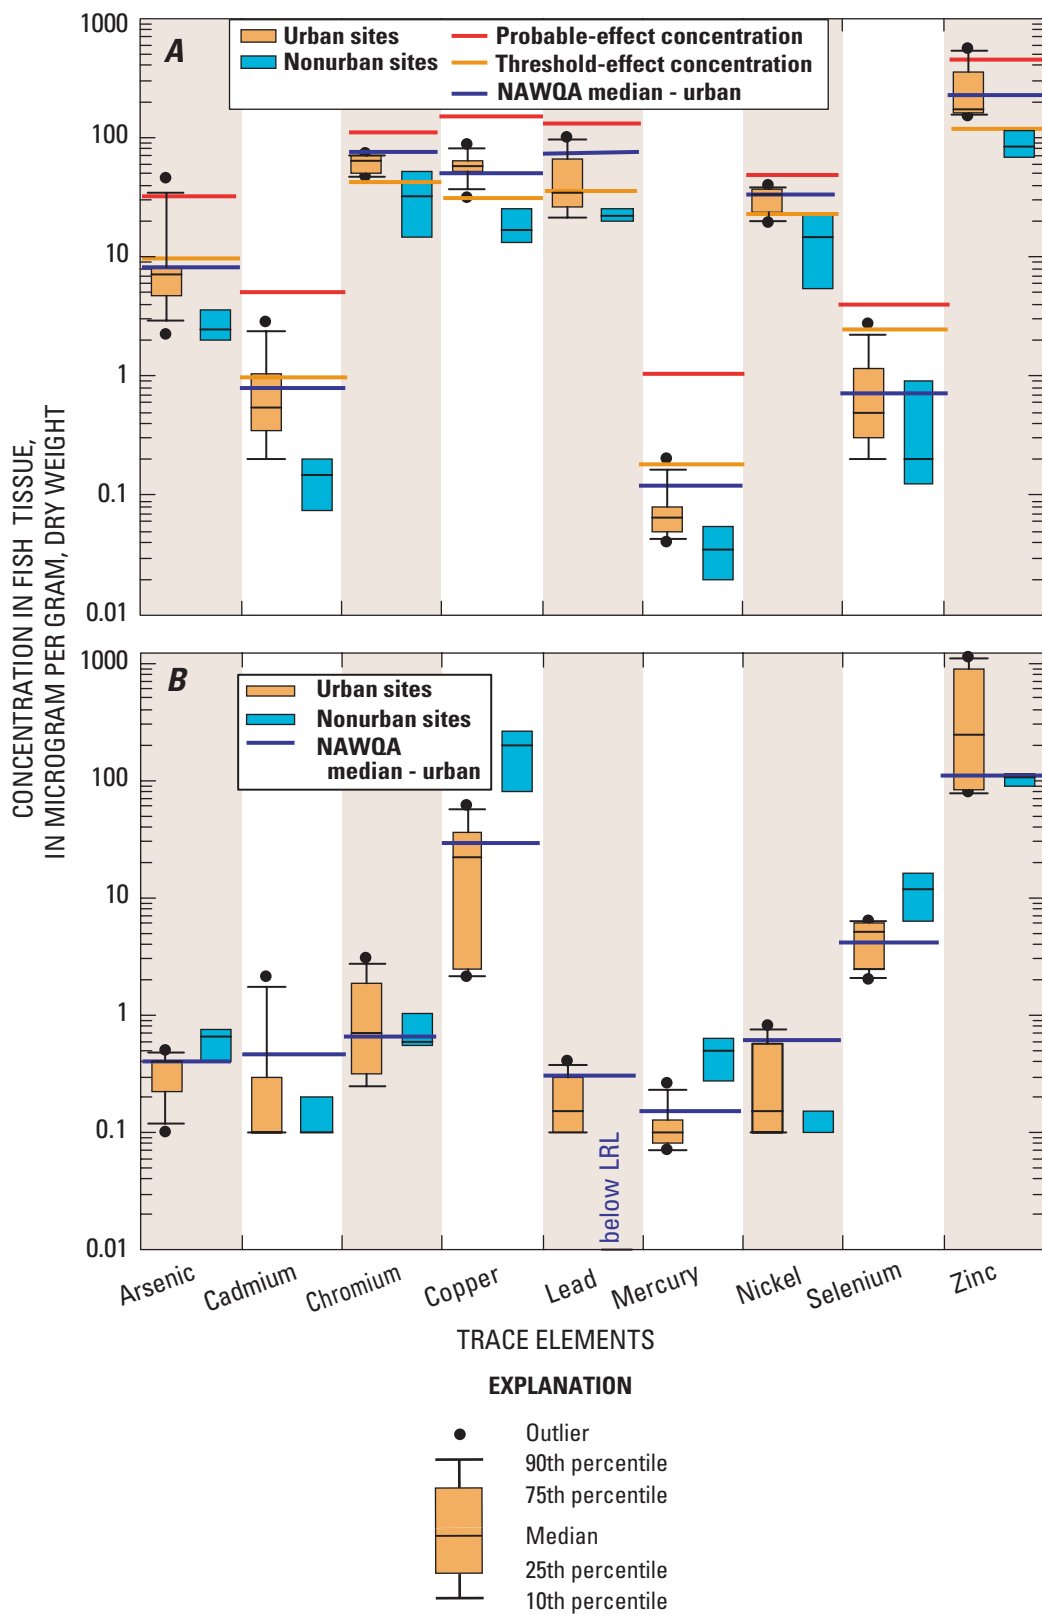 A
Urban sites
Nonurban sites
Probable-effect concentration
Threshold-effect concentration
NAWQA median - urban
1000
100
10
1
0.1
0.01
CONCENTRATION IN FISH TISSUE,
IN MICROGRAM PER GRAM, DRY WEIGHT
B
Urban sites
Nonurban sites
NAWQA
median - urban
1000
100
10
1
0.1
0.01
below LRL
Arsenic
Cadmium
Chromium
Copper
Lead
Mercury
Nickel
Selenium
Zinc
TRACE ELEMENTS
EXPLANATION
Outlier
90th percentile
75th percentile
Median
25th percentile
10th percentile